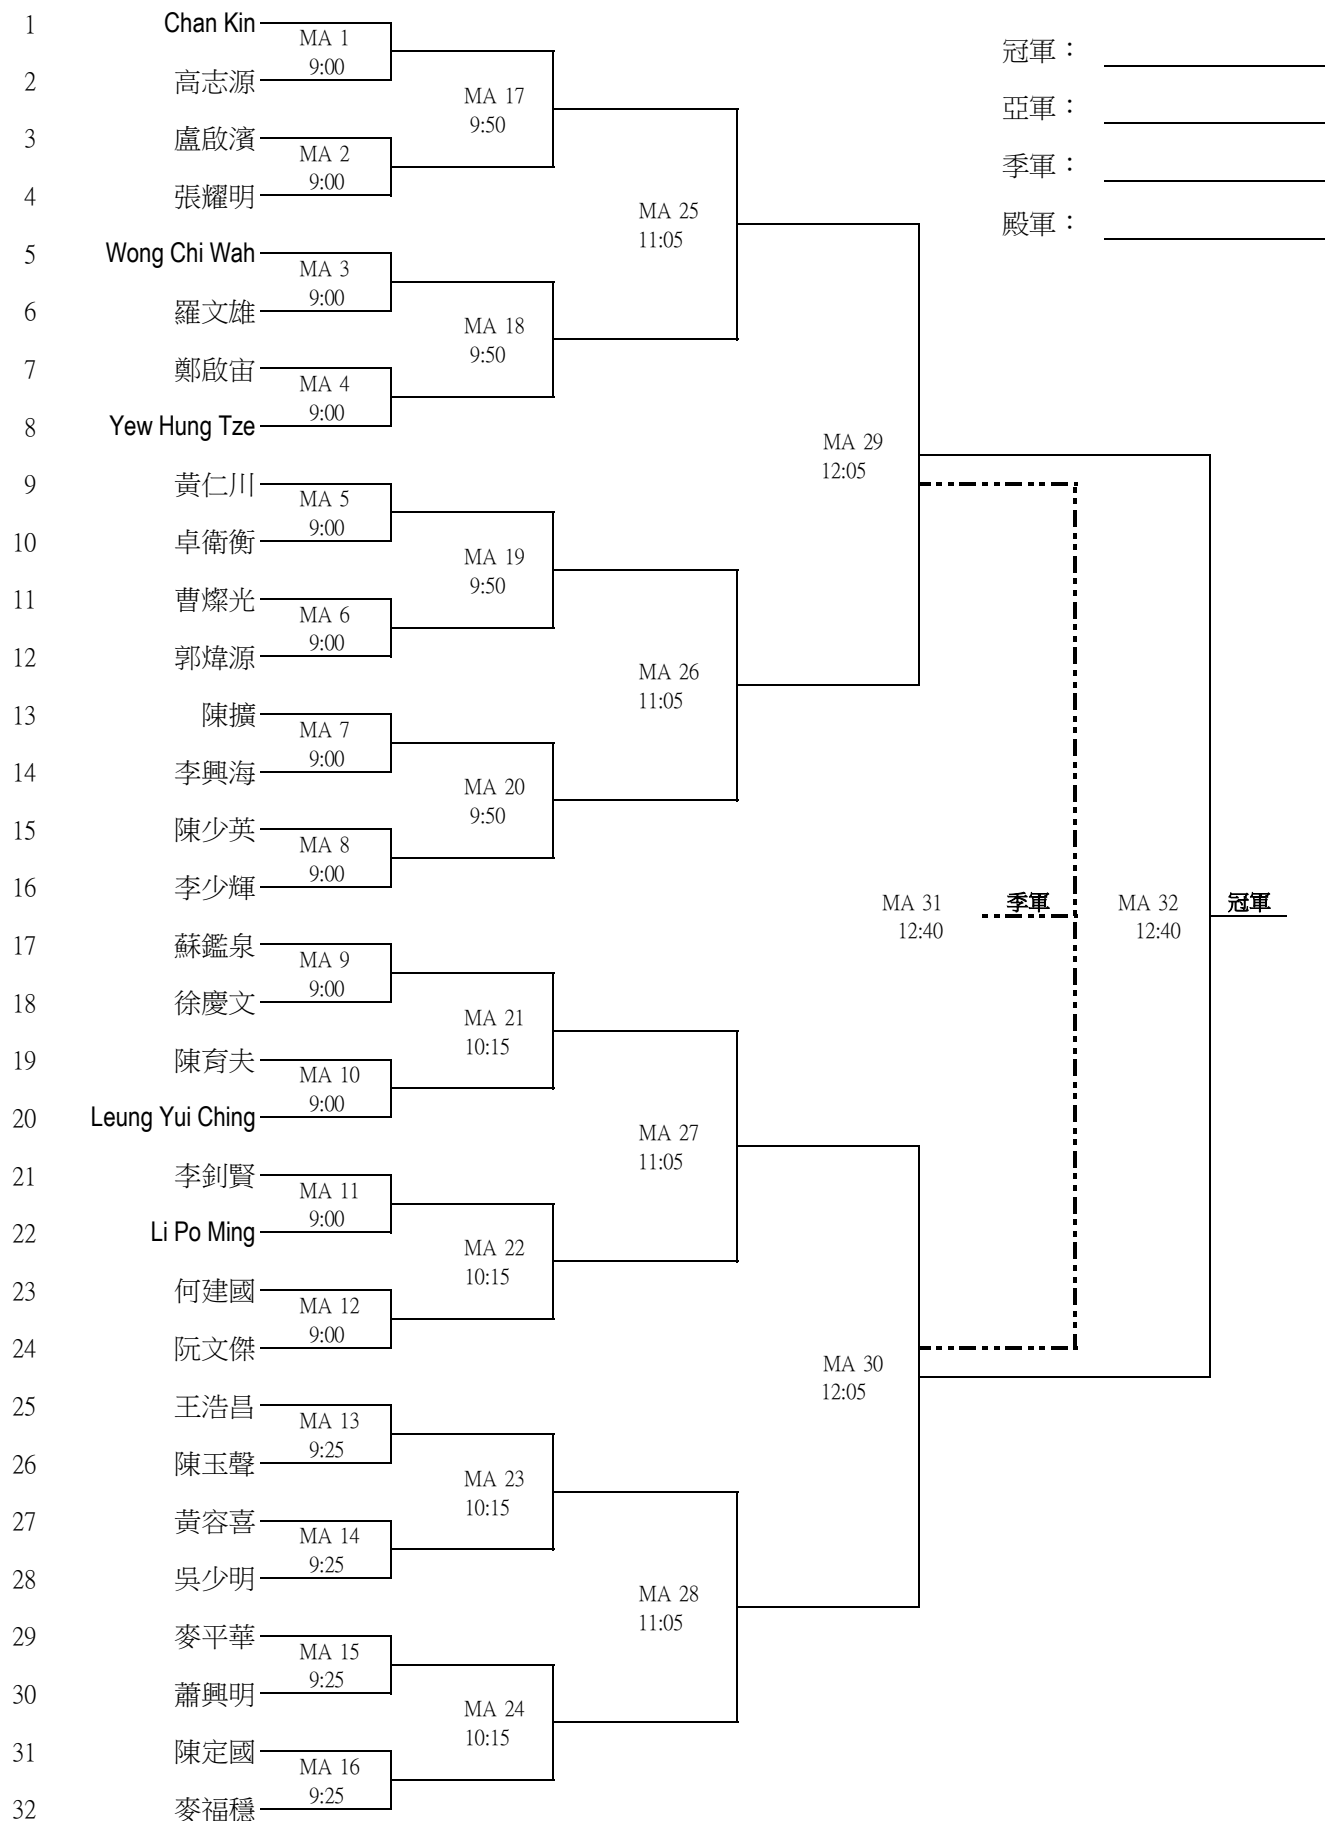 1 Chan Kin
MA 1
9:00
2 高志源
MA 17
9:50
3 盧啟濱
MA 2
9:00
4 張耀明
MA 25
11:05
5 Wong Chi Wah
MA 3
9:00
6 羅文雄
MA 18
9:50
7 鄭啟宙
MA 4
9:00
8 Yew Hung Tze
MA 29
12:05
9 黃仁川
MA 5
9:00
10 卓衛衡
MA 19
9:50
11 曹燦光
MA 6
9:00
12 郭煒源
MA 26
11:05
13 陳擴
MA 7
9:00
14 李興海
MA 20
9:50
15 陳少英
MA 8
9:00
16 李少輝
MA 31 季軍 MA 32 冠軍
12:40 12:40
17 蘇鑑泉
MA 9
9:00
18 徐慶文
MA 21
10:15
19 陳育夫
MA 10
9:00
20 Leung Yui Ching
MA 27
11:05
21 李釗賢
MA 11
9:00
22 Li Po Ming
MA 22
10:15
23 何建國
MA 12
9:00
24 阮文傑
MA 30
12:05
25 王浩昌
MA 13
9:25
26 陳玉聲
MA 23
10:15
27 黃容喜
MA 14
9:25
28 吳少明
MA 28
11:05
29 麥平華
MA 15
9:25
30 蕭興明
MA 24
10:15
31 陳定國
MA 16
9:25
32 麥福穩
冠軍：
亞軍：
季軍：
殿軍：